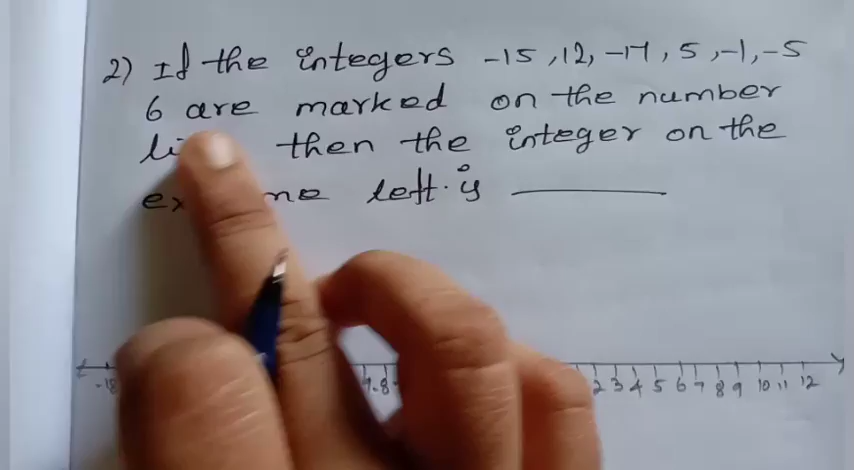 2) If the integers -15, 12, -17, 5, -1, -5
6 are marked on the number
then the integer on the
left is
-18 -8 2 3 4 5 6 7 8 9 10 11 12